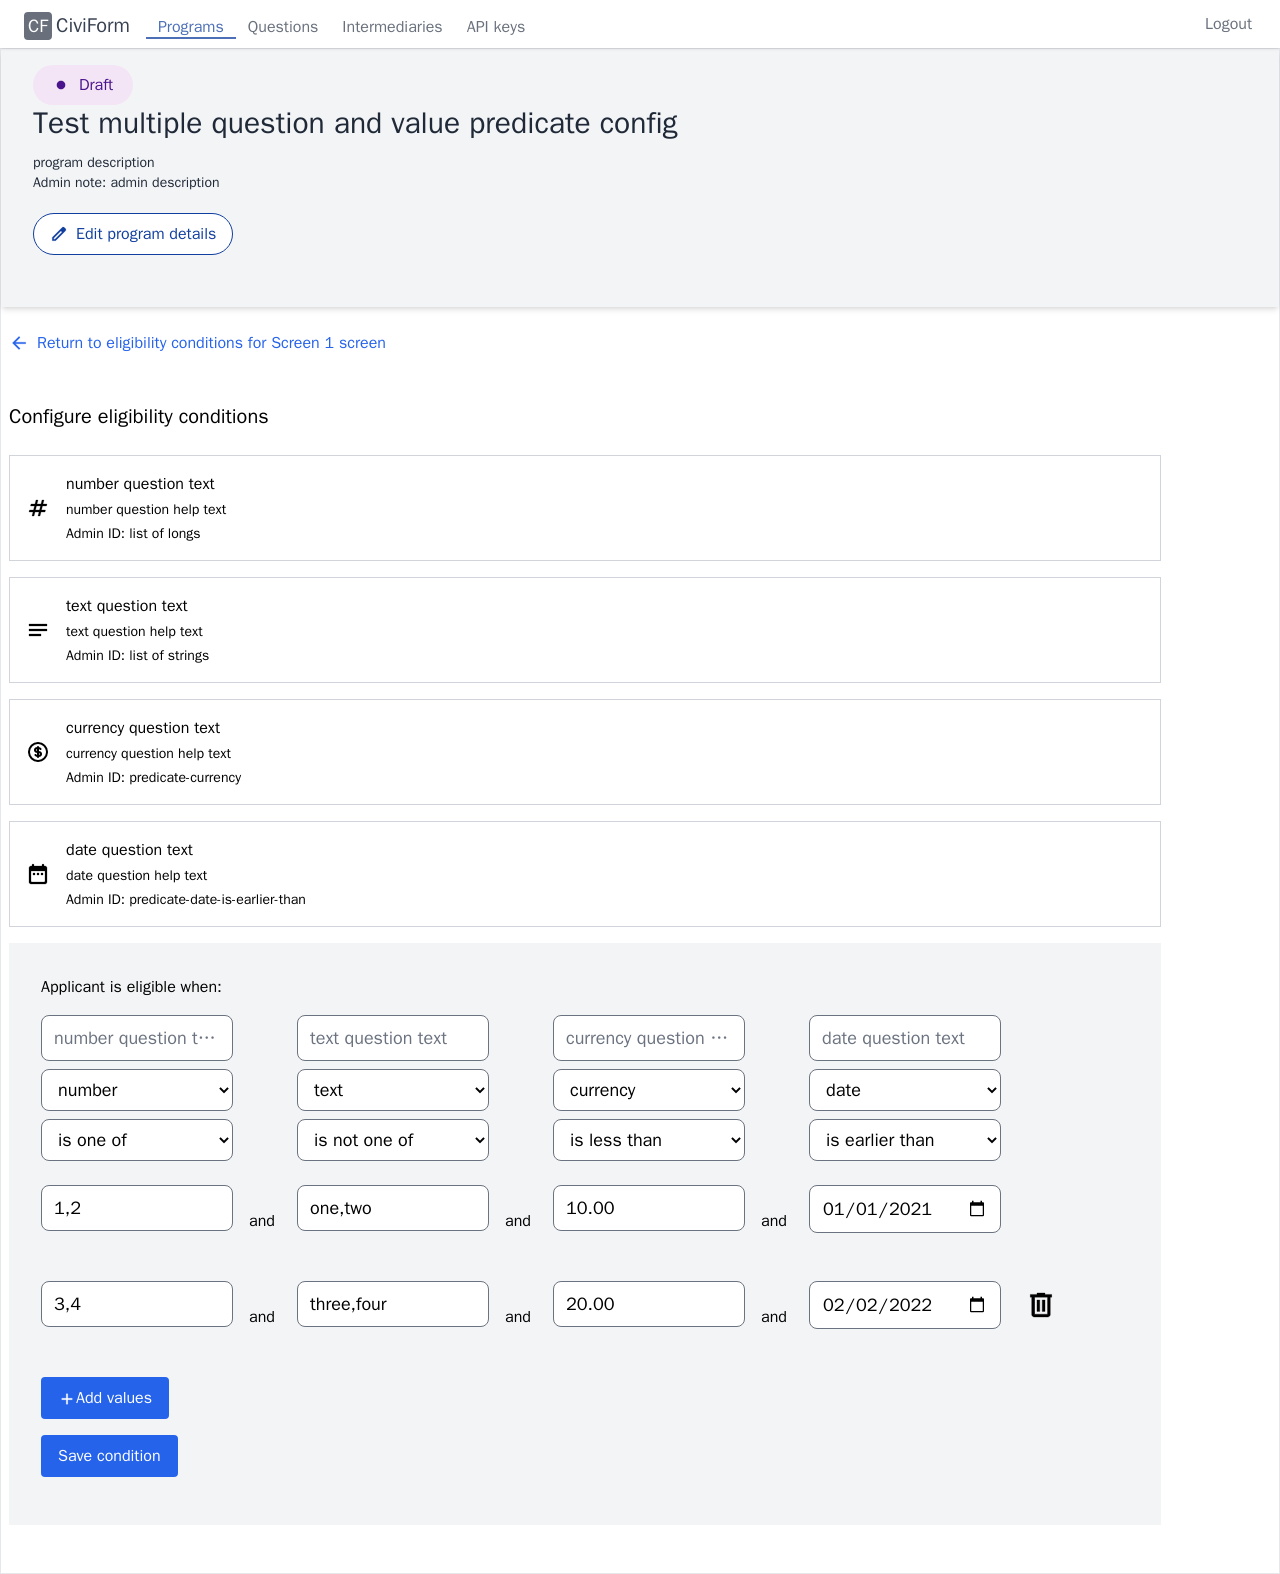 CF CiviForm Programs Questions Intermediaries API keys Logout
Draft
Test multiple question and value predicate config
program description
Admin note: admin description
Edit program details
Return to eligibility conditions for Screen 1 screen
Configure eligibility conditions
number question text
number question help text
Admin ID: list of longs
text question text
text question help text
Admin ID: list of strings
currency question text
currency question help text
Admin ID: predicate-currency
date question text
date question help text
Admin ID: predicate-date-is-earlier-than
Applicant is eligible when:
number question t… text question text currency question … date question text
number text currency date
is one of is not one of is less than is earlier than
1,2 and one,two and 10.00 and 01/01/2021
3,4 and three,four and 20.00 and 02/02/2022
+Add values
Save condition